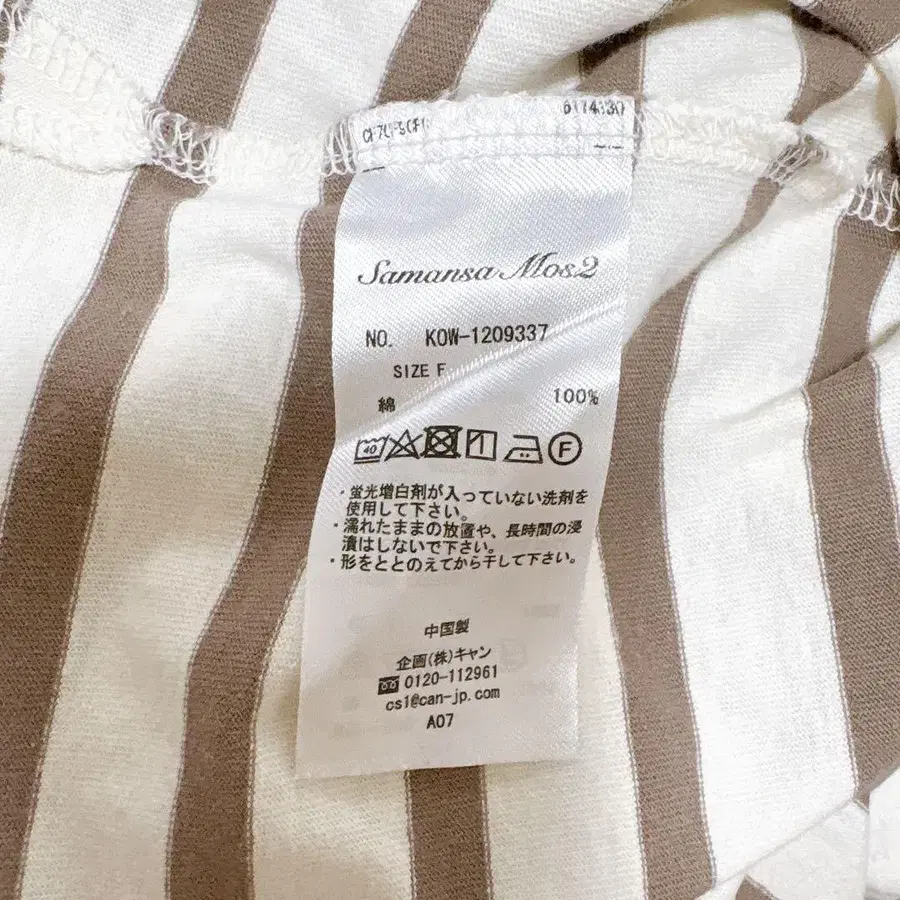 6114330
Samansa Mos2
NO. KOW-1209337
SIZE F
綿 100%
40 F
・蛍光増白剤が入っていない洗剤を
使用して下さい。
・濡れたままの放置や、長時間の浸
漬はしないで下さい。
・形をととのえてから干して下さい。
中国製
企画(株)キャン
0120-112961
cs1@can-jp.com
A07